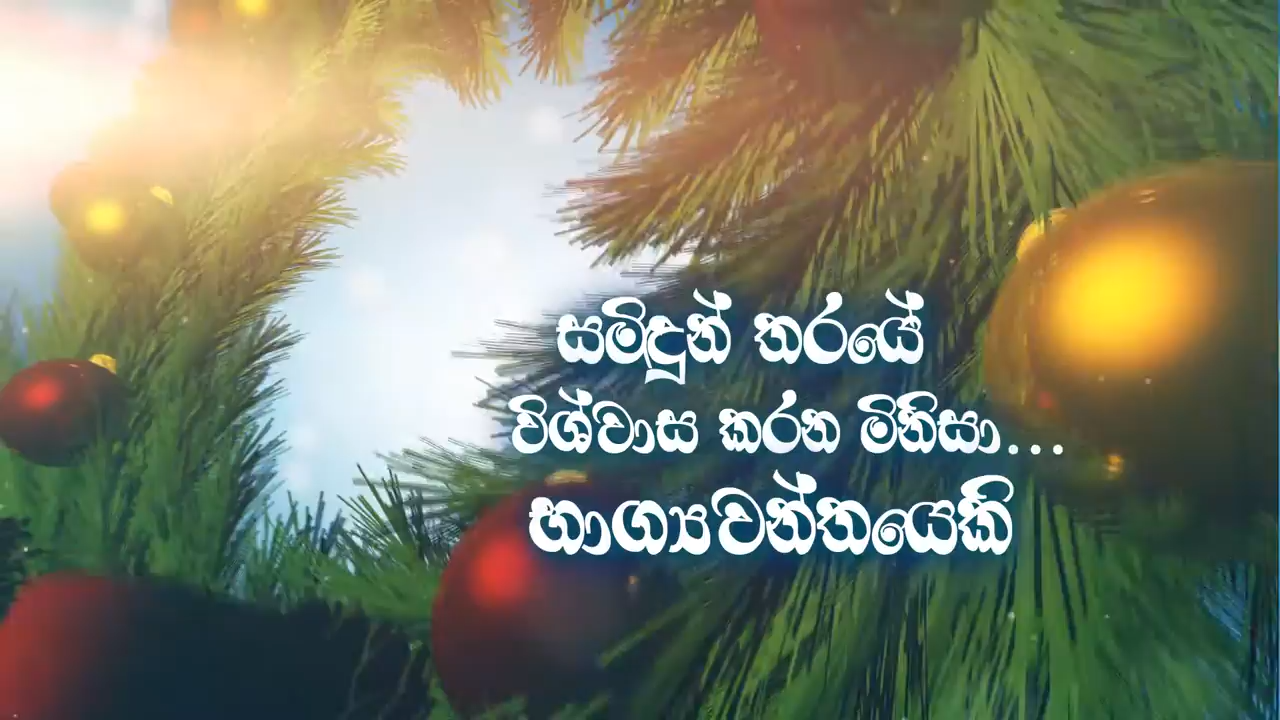 සමිඳුන් තරයේ
විශ්වාස කරන මිනිසා...
භාග්‍යවන්තයෙකි